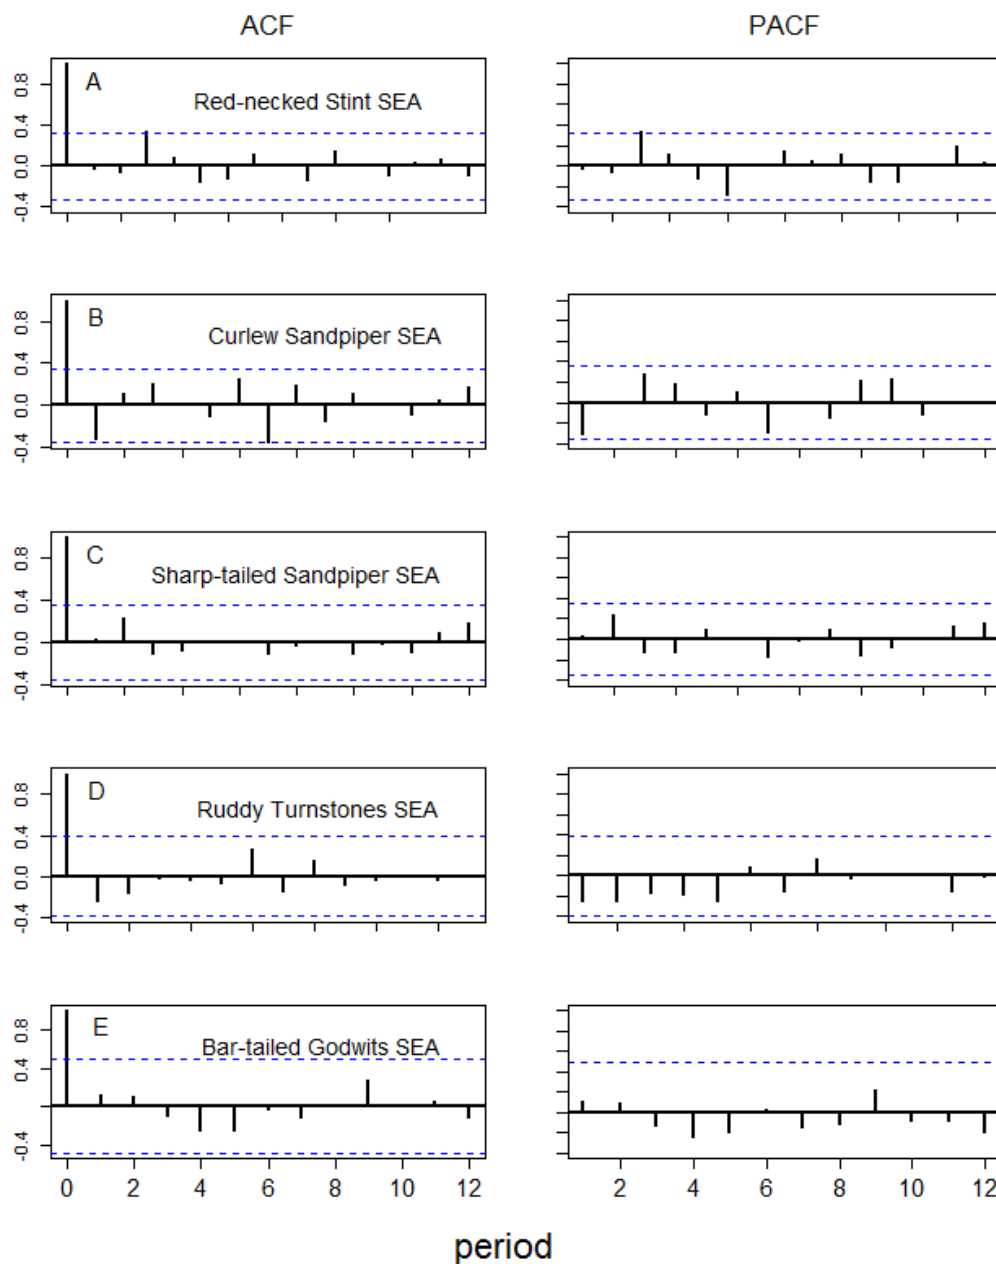 ACF PACF
A
Red-necked Stint SEA
0.8
0.4
0.0
-0.4
B
Curlew Sandpiper SEA
0.8
0.4
0.0
-0.4
C
Sharp-tailed Sandpiper SEA
0.8
0.4
0.0
-0.4
D
Ruddy Turnstones SEA
0.8
0.4
0.0
-0.4
E
Bar-tailed Godwits SEA
0.8
0.4
-0.4
0 2 4 6 8 10 12 2 4 6 8 10 12
period